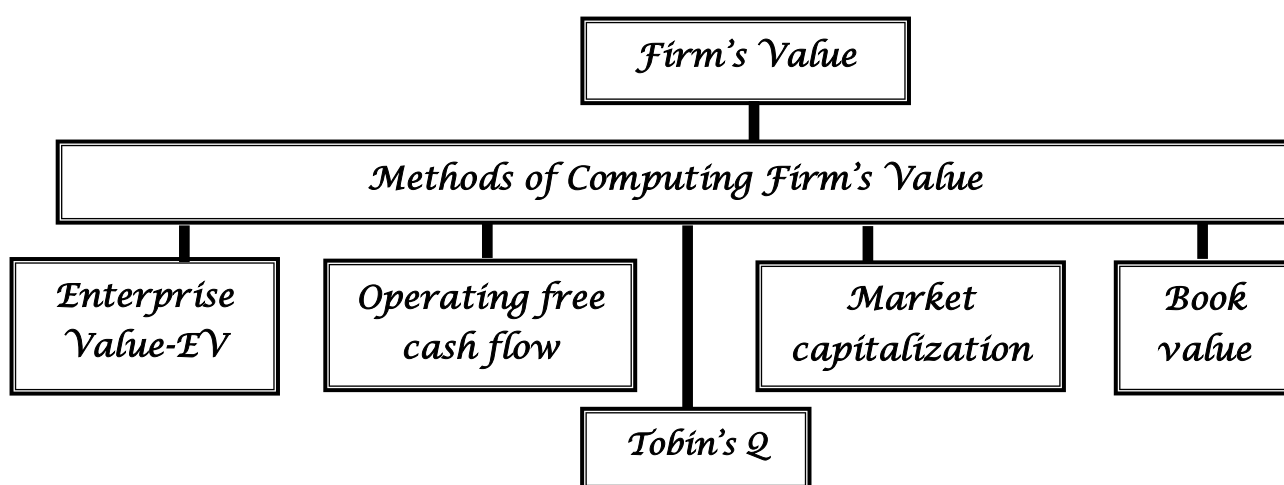 Firm's Value
Methods of Computing Firm's Value
Enterprise
Value-EV
Operating free
cash flow
Market
capitalization
Book
value
Tobin's Q